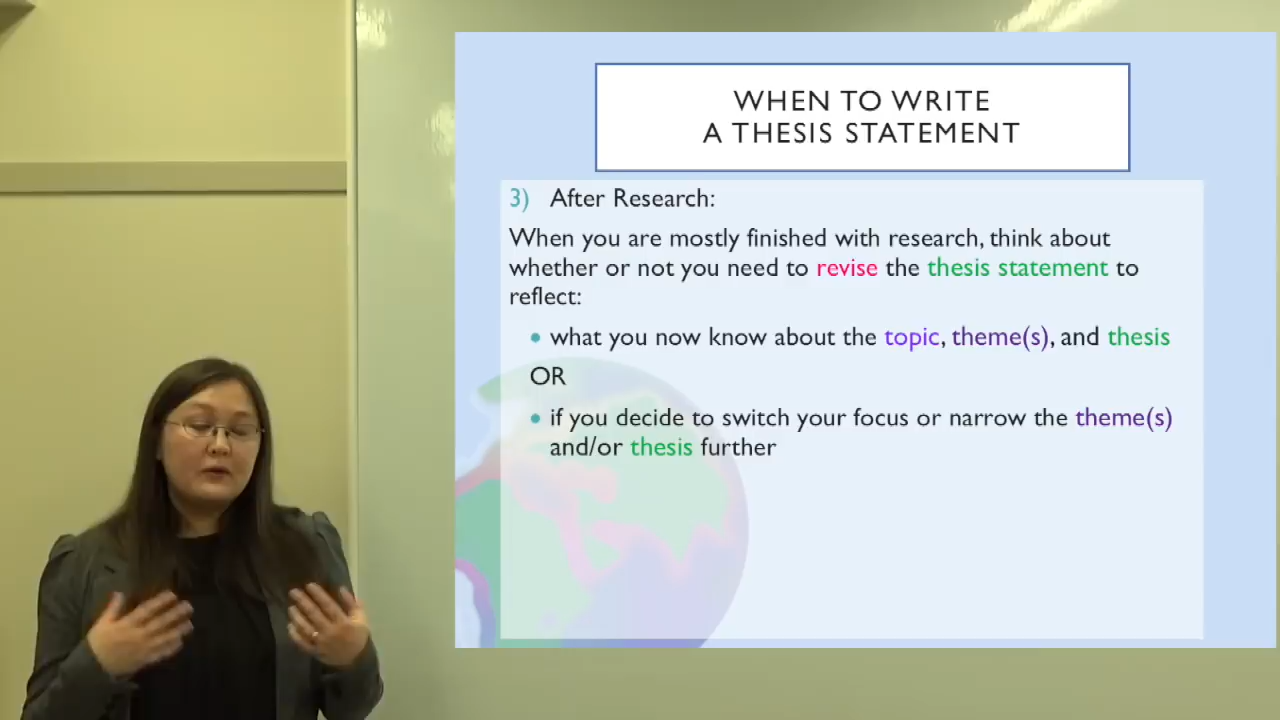 WHEN TO WRITE
A THESIS STATEMENT
3) After Research:
When you are mostly finished with research, think about
whether or not you need to revise the thesis statement to
reflect:
• what you now know about the topic, theme(s), and thesis
OR
• if you decide to switch your focus or narrow the theme(s)
and/or thesis further